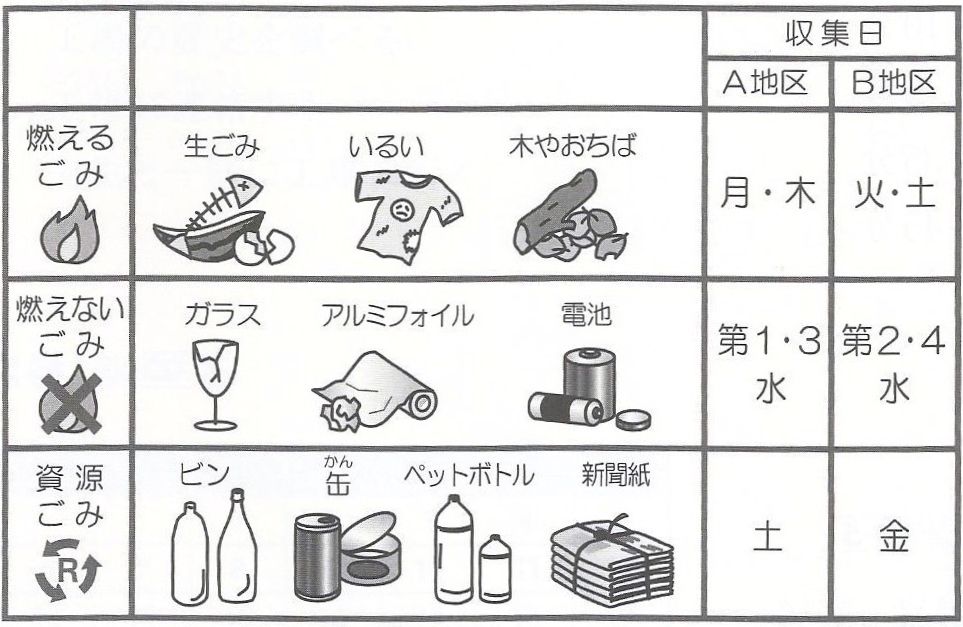 収集日
A地区 B地区
燃える
ごみ
生ごみ いるい 木やおちば
月・木 火・土
燃えない
ごみ
ガラス アルミフォイル 電池
第1・3
水
第2・4
水
資源
ごみ
R
ビン 缶 ペットボトル 新聞紙
かん
土 金